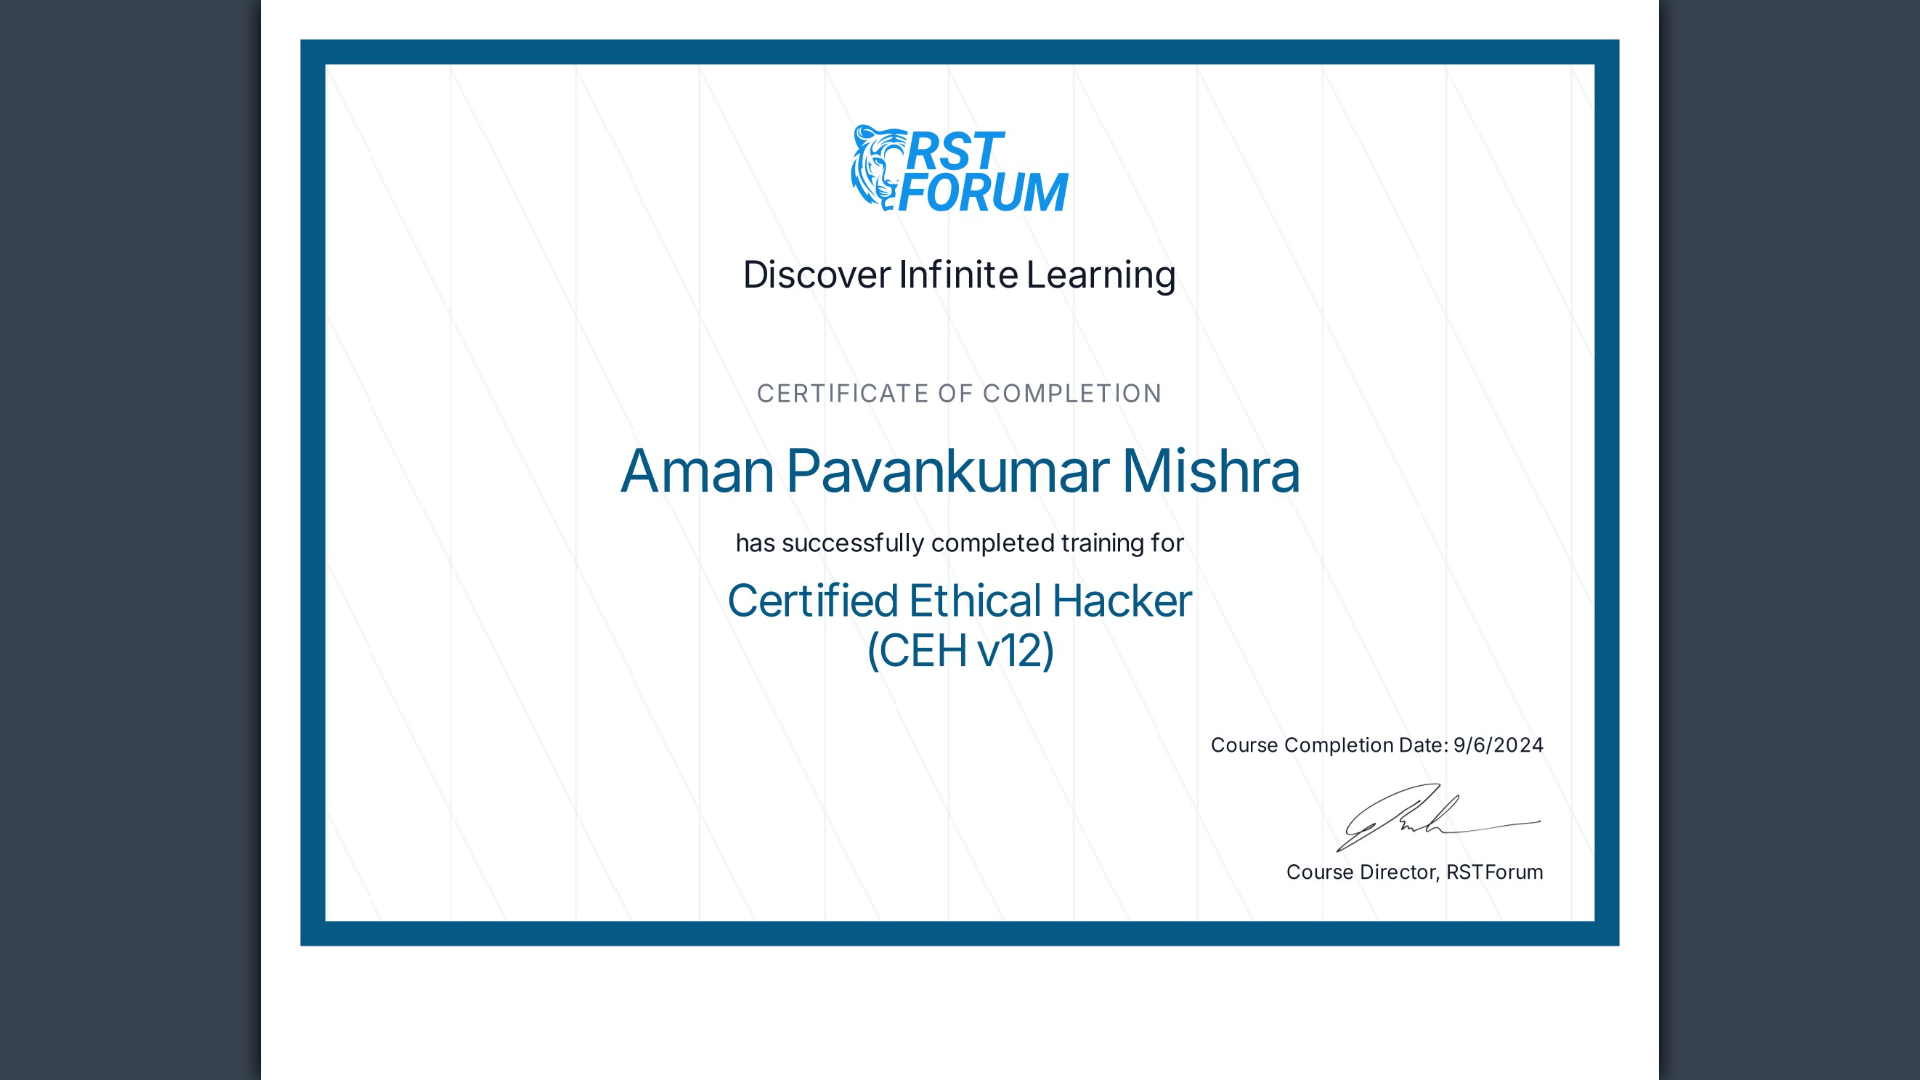 RST
FORUM
Discover Infinite Learning
CERTIFICATE OF COMPLETION
Aman Pavankumar Mishra
has successfully completed training for
Certified Ethical Hacker
(CEH v12)
Course Completion Date: 9/6/2024
Course Director, RSTForum